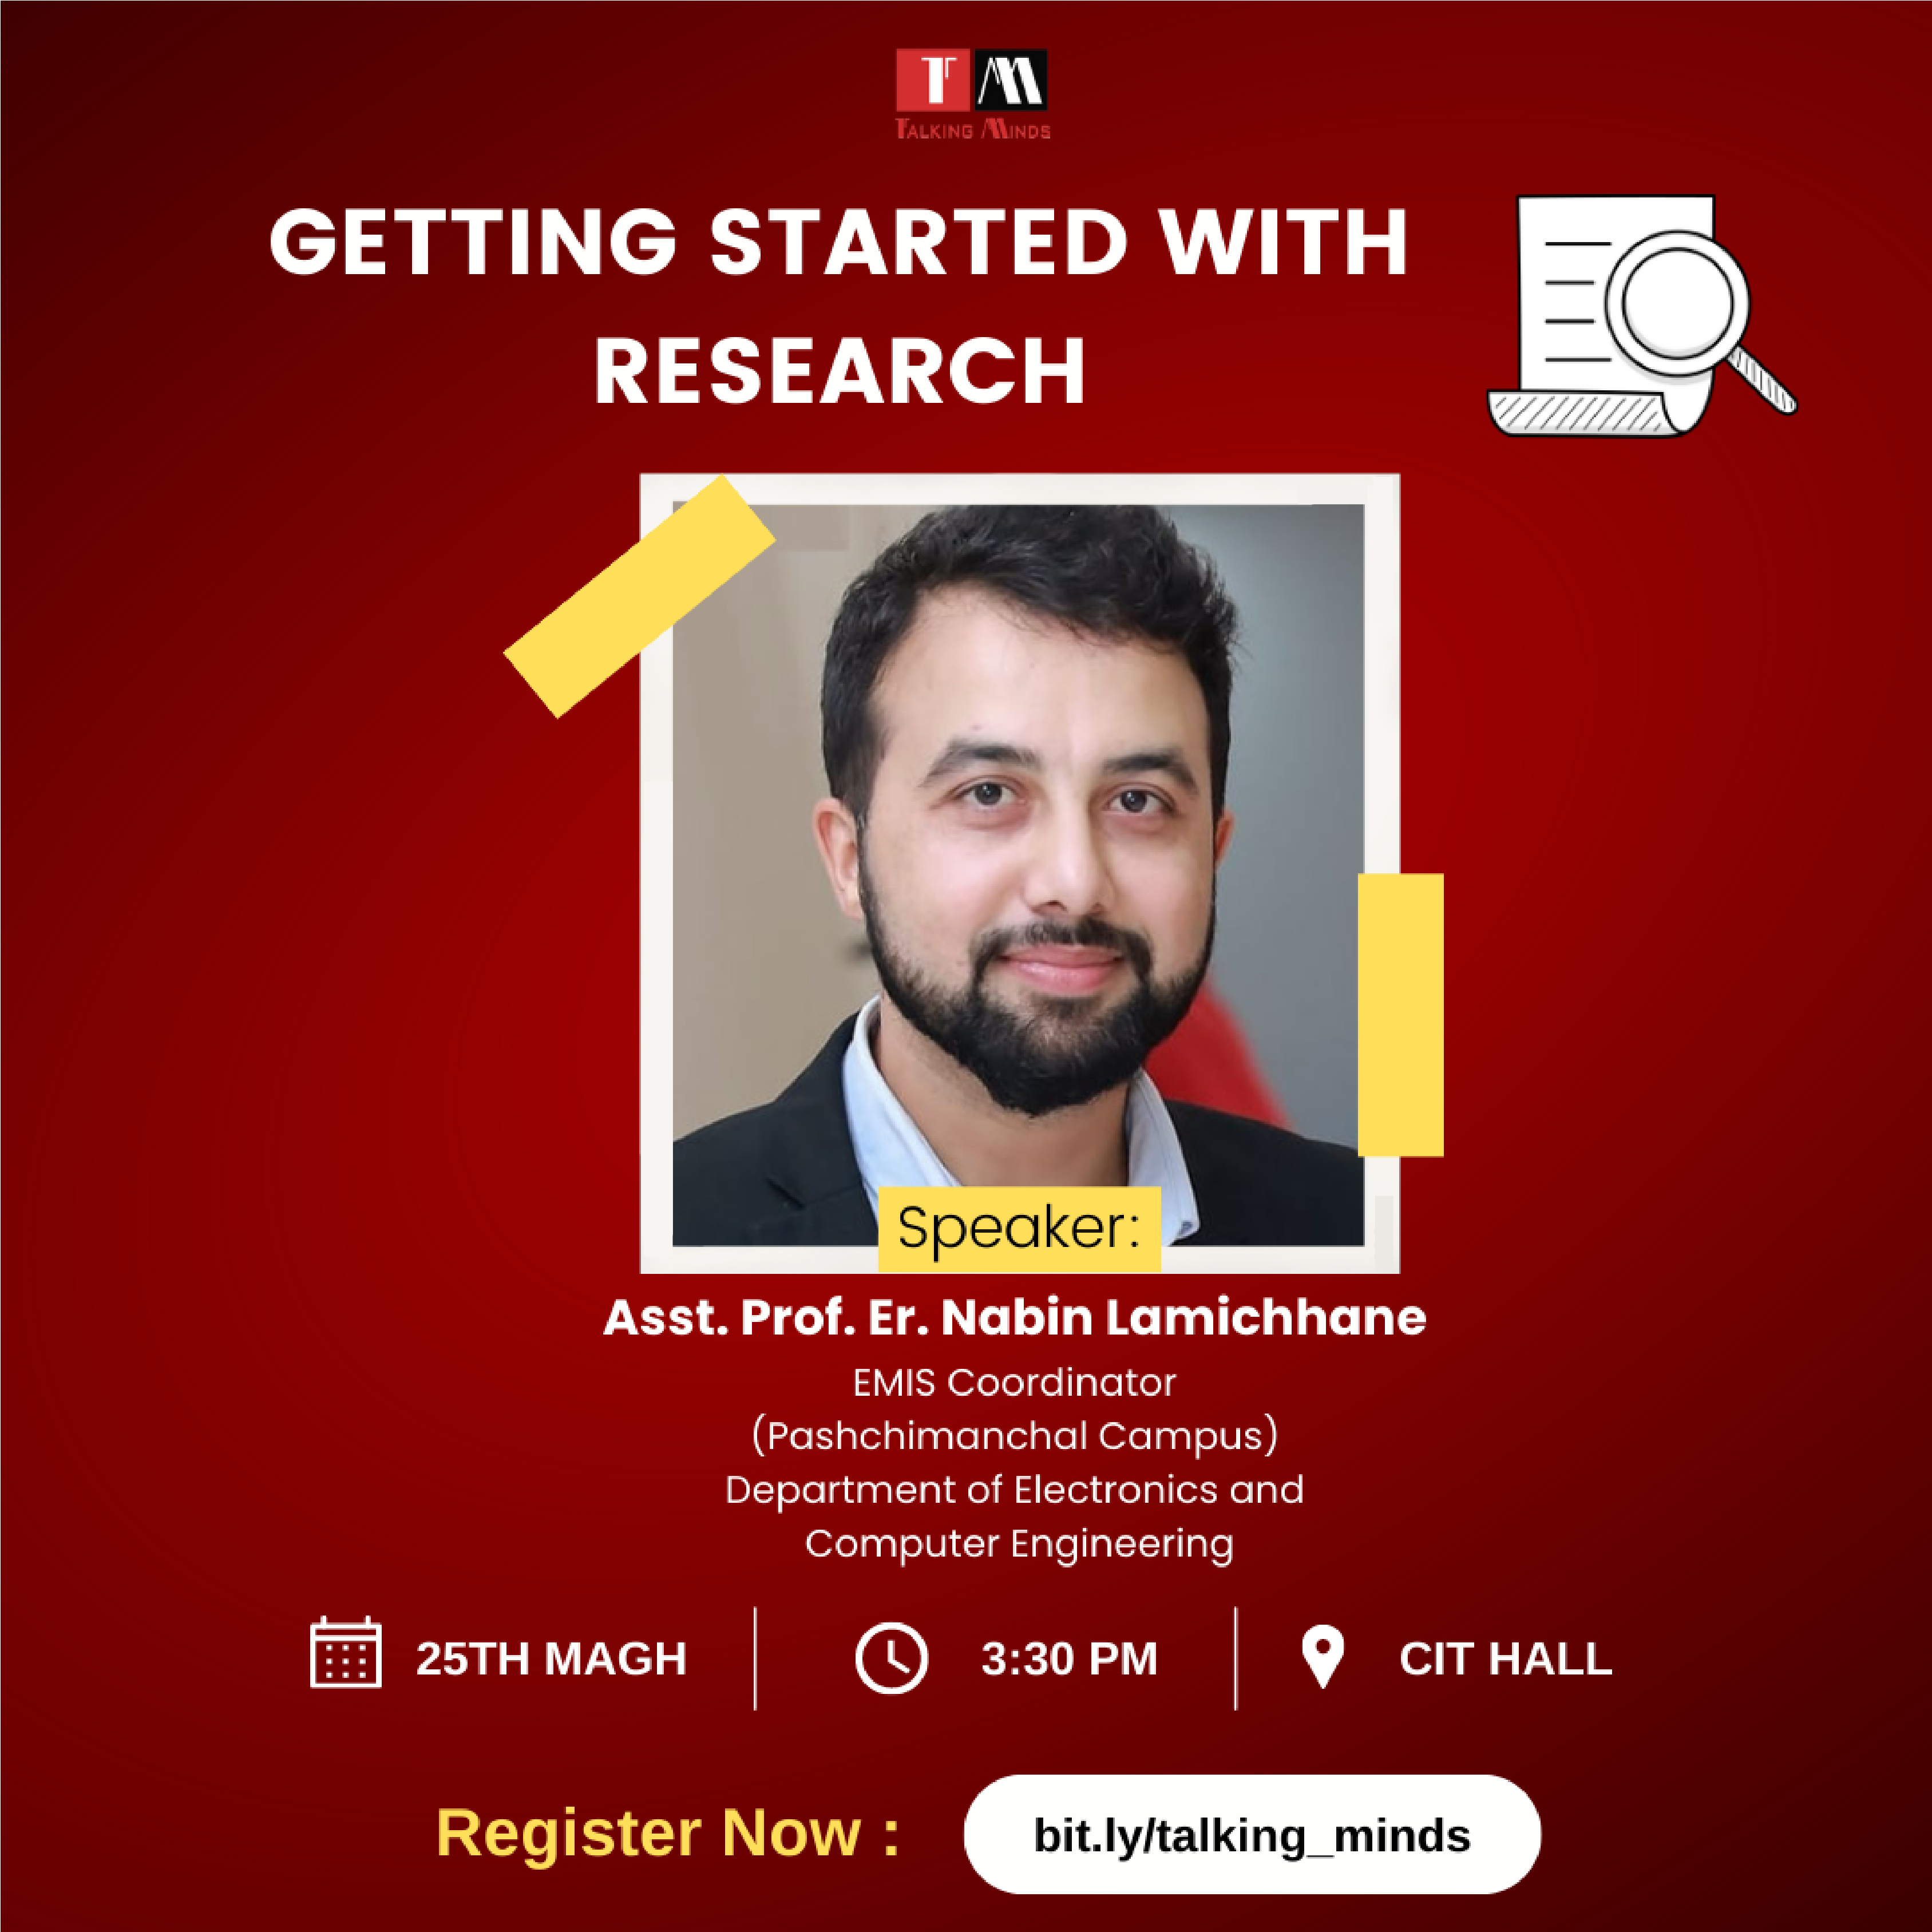 TM
TALKING MINDS
GETTING STARTED WITH
RESEARCH
Speaker:
Asst. Prof. Er. Nabin Lamichhane
EMIS Coordinator
(Pashchimanchal Campus)
Department of Electronics and
Computer Engineering
25TH MAGH
3:30 PM
CIT HALL
Register Now :
bit.ly/talking_minds